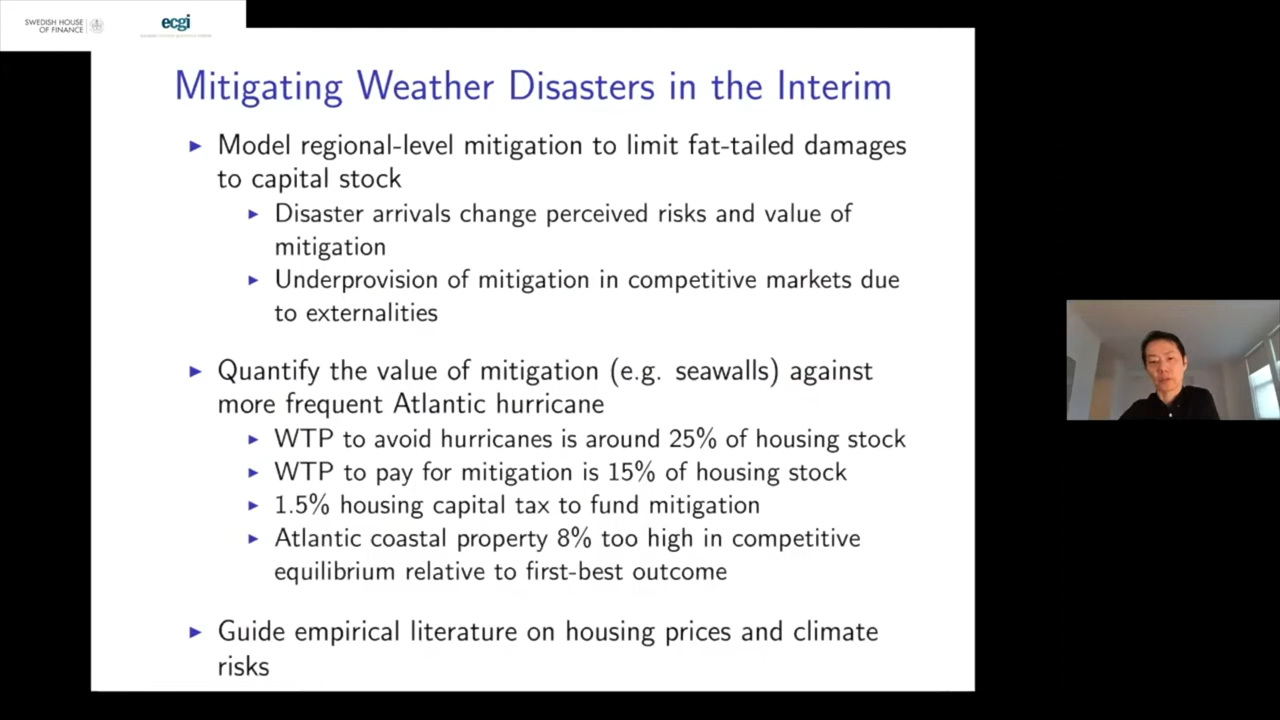 SWEDISH HOUSE
OF FINANCE
ecgi
Mitigating Weather Disasters in the Interim
Model regional-level mitigation to limit fat-tailed damages
to capital stock
Disaster arrivals change perceived risks and value of
mitigation
Underprovision of mitigation in competitive markets due
to externalities
Quantify the value of mitigation (e.g. seawalls) against
more frequent Atlantic hurricane
WTP to avoid hurricanes is around 25% of housing stock
WTP to pay for mitigation is 15% of housing stock
1.5% housing capital tax to fund mitigation
Atlantic coastal property 8% too high in competitive
equilibrium relative to first-best outcome
Guide empirical literature on housing prices and climate
risks